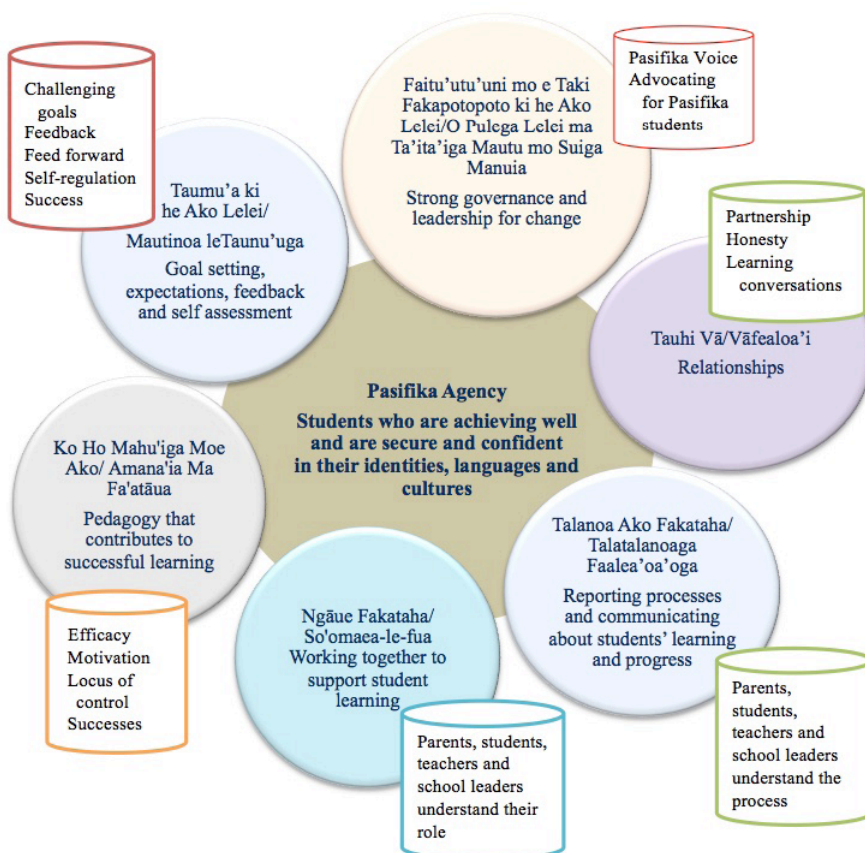 Challenging
goals
Feedback
Feed forward
Self-regulation
Success
Taumu'a ki
he Ako Lelei/
Mautinoa leTaunu'uga
Goal setting,
expectations, feedback
and self assessment
Faitu'utu'uni mo e Taki
Fakapotopoto ki he Ako
Lelei/O Pulega Lelei ma
Ta'ita'iga Mautu mo Suiga
Manuia
Strong governance and
leadership for change
Pasifika Voice
Advocating
for Pasifika
students
Partnership
Honesty
Learning
conversations
Tauhi Vā/Vāfealoa'i
Relationships
Pasifika Agency
Students who are achieving well
and are secure and confident
in their identities, languages and
cultures
Ko Ho Mahu'iga Moe
Ako/ Amana'ia Ma
Fa'atāua
Pedagogy that
contributes to
successful learning
Efficacy
Motivation
Locus of
control
Successes
Ngāue Fakataha/
So'omaea-le-fua
Working together to
support student
learning
Parents, students,
teachers and
school leaders
understand their
role
Talanoa Ako Fakataha/
Talatalanoaga
Faalea'oa'oga
Reporting processes
and communicating
about students' learning
and progress
Parents,
students,
teachers and
school leaders
understand the
process